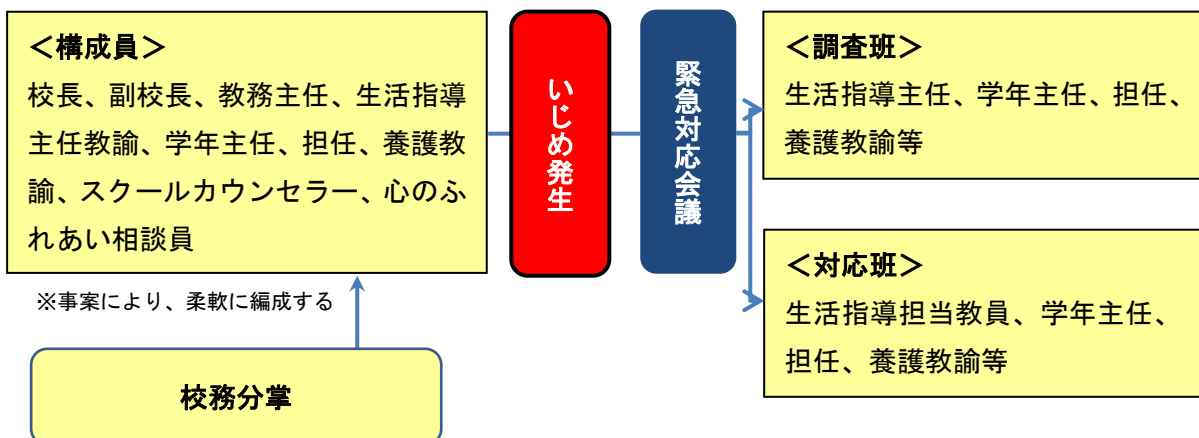 ＜構成員＞
校長、副校長、教務主任、生活指導
主任教諭、学年主任、担任、養護教
諭、スクールカウンセラー、心のふ
れあい相談員
※事案により、柔軟に編成する
校務分掌
いじめ発生
緊急対応会議
＜調査班＞
生活指導主任、学年主任、担任、
養護教諭等
＜対応班＞
生活指導担当教員、学年主任、
担任、養護教諭等